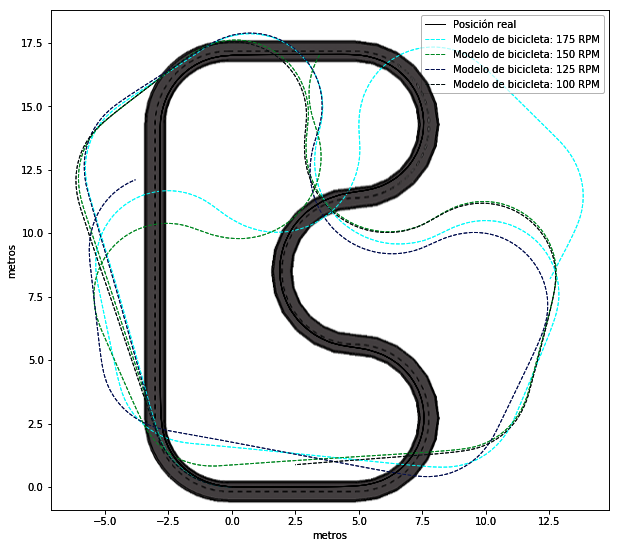 Posición real
Modelo de bicicleta: 175 RPM
Modelo de bicicleta: 150 RPM
Modelo de bicicleta: 125 RPM
Modelo de bicicleta: 100 RPM
17.5
15.0
12.5
10.0
7.5
5.0
2.5
0.0
metros
−5.0 −2.5 0.0 2.5 5.0 7.5 10.0 12.5
metros